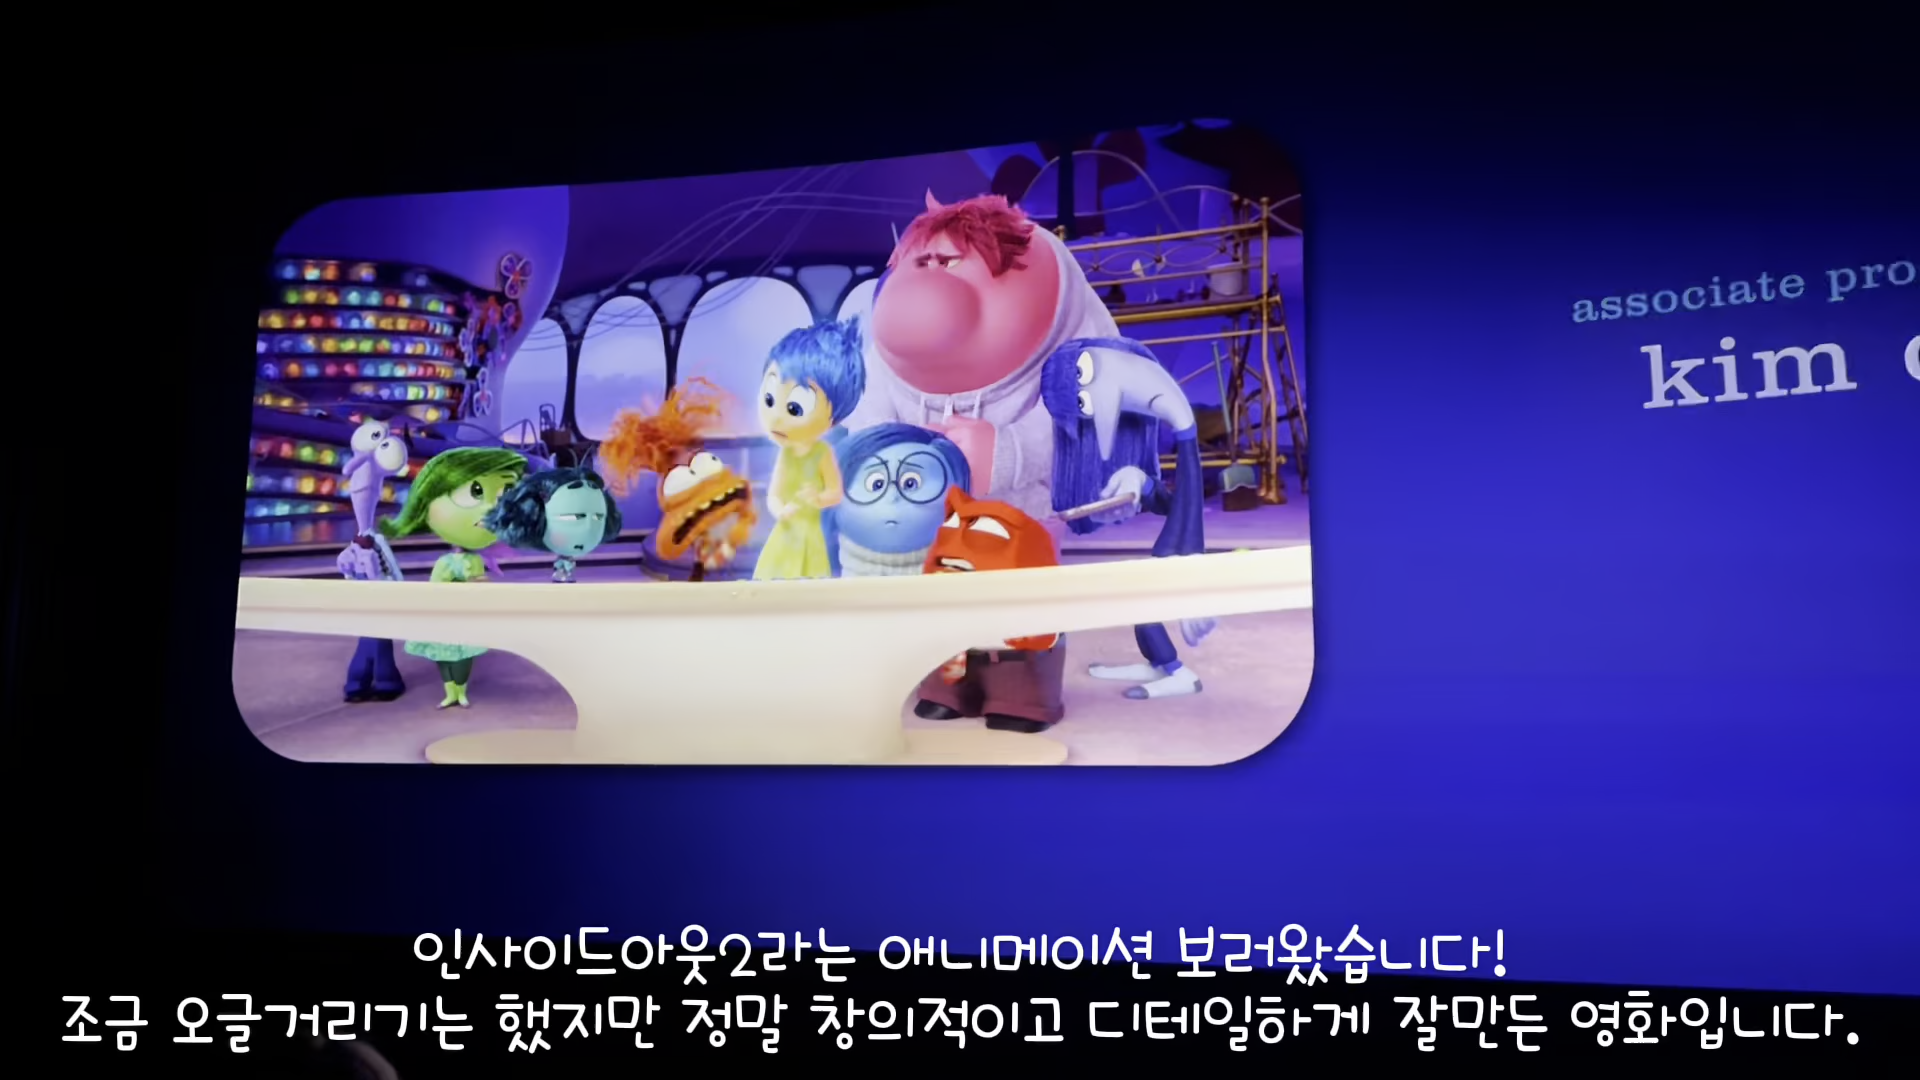 associate pro
kim
인사이드아웃2라는 애니메이션 보러왔습니다!
조금 오글거리기는 했지만 정말 창의적이고 디테일하게 잘만든 영화입니다.